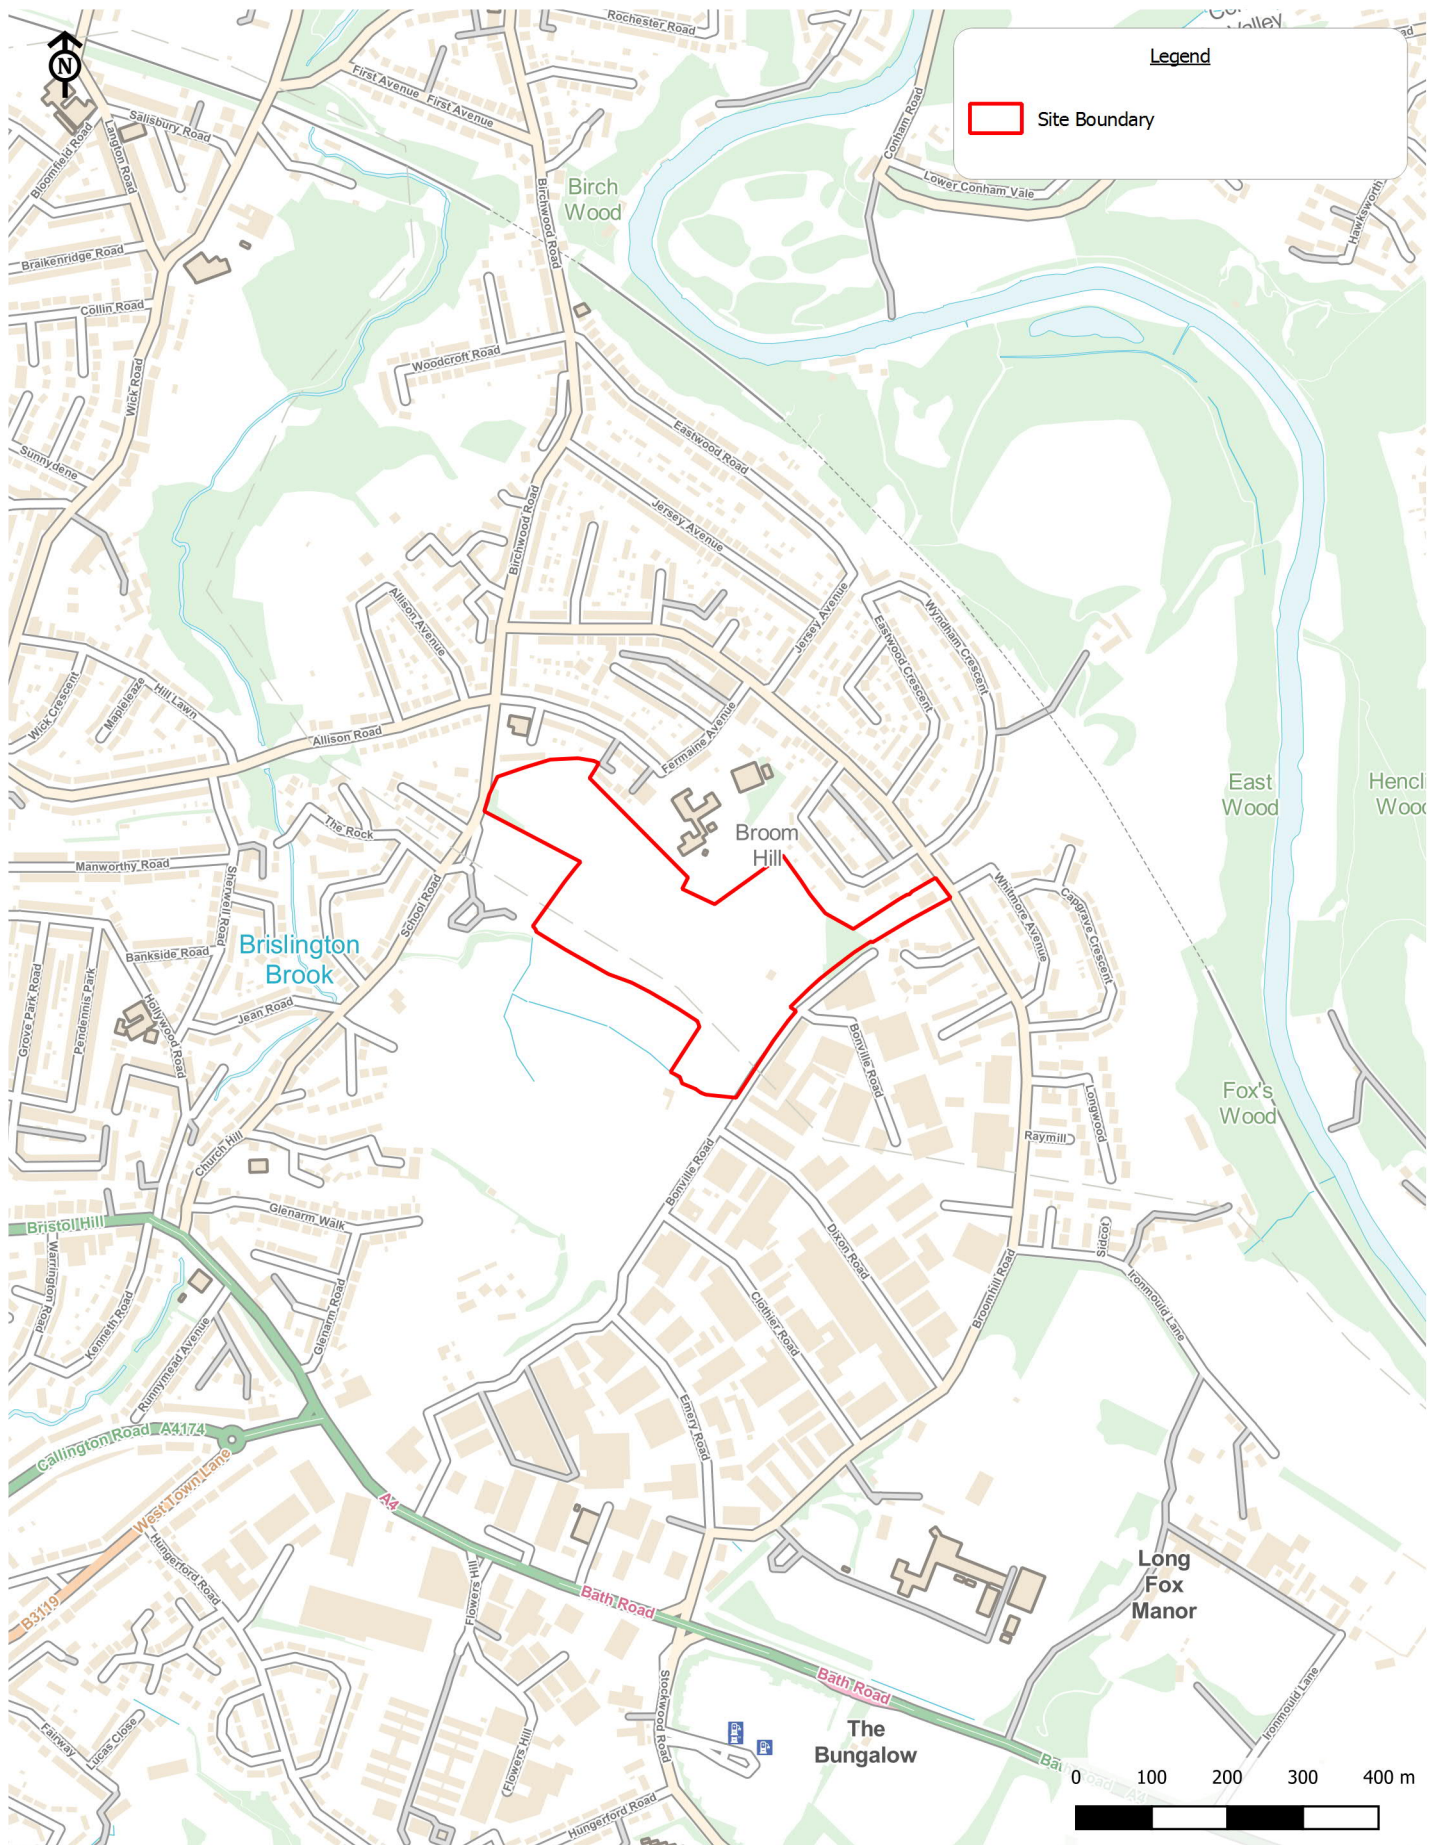 Rochester Road
Valley
Legend
Site Boundary
N
First Avenue
First Avenue
Salisbury Road
Langton Road
Bloomfield Road
Conham Road
Lower Conham Vale
Hawksworth
Birch
Wood
Birchwood Road
Braikenridge Road
Collin Road
Wick Road
Woodcroft Road
Eastwood Road
Sunnydene
Jersey Avenue
Birchwood Road
Allison Avenue
Jersey Avenue
Wyndham Crescent
Eastwood Crescent
Wick Crescent
Mapleleaze
Hill Lawn
Allison Road
Fermaine Avenue
East
Wood
The Rock
Broom
Hill
Manworthy Road
Sherwell Road
School Road
Whitmore Avenue
Capgrave Crescent
Brislington
Brook
Bankside Road
Grove Park Road
Pendennis Park
Hollywood Road
Jean Road
Bonville Road
Longwood
Fox's
Wood
Raymill
Church Hill
Bonville Road
Glenarm Walk
Bristol Hill
Warrington Road
Kenneth Road
Glenarm Road
Runnymead Avenue
Dixon Road
Sidcot
Broomhill Road
Ironmould Lane
Clothier Road
Emery Road
Callington Road
A4174
West Town Lane
A4
Hungerford Road
B3119
Flowers Hill
Bath Road
Long
Fox
Manor
Bath Road
Stockwood Road
The
Bungalow
Ironmould Lane
Fairway
Lucas Close
Flowers Hill
Hungerford Road
A4
0 100 200 300 400 m